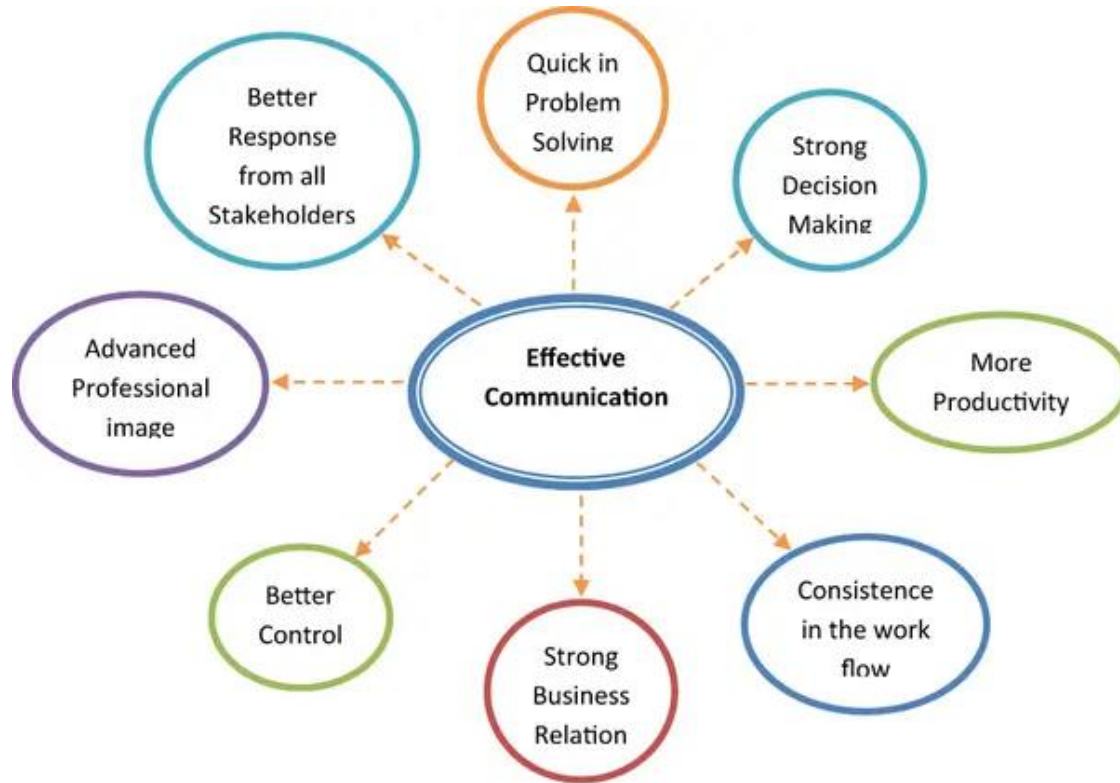 Quick in
Problem
Solving
Better
Response
from all
Stakeholders
Strong
Decision
Making
Advanced
Professional
image
Effective
Communication
More
Productivity
Better
Control
Strong
Business
Relation
Consistence
in the work
flow